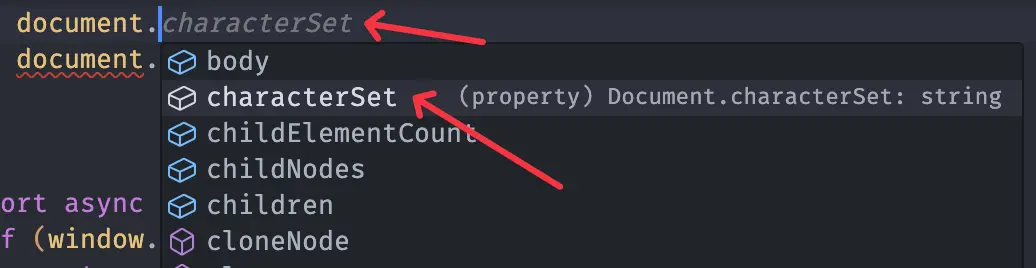 document.characterSet
document.
body
characterSet (property) Document.characterSet: string
childElementCount
childNodes
children
ort async
cloneNode
f (window.